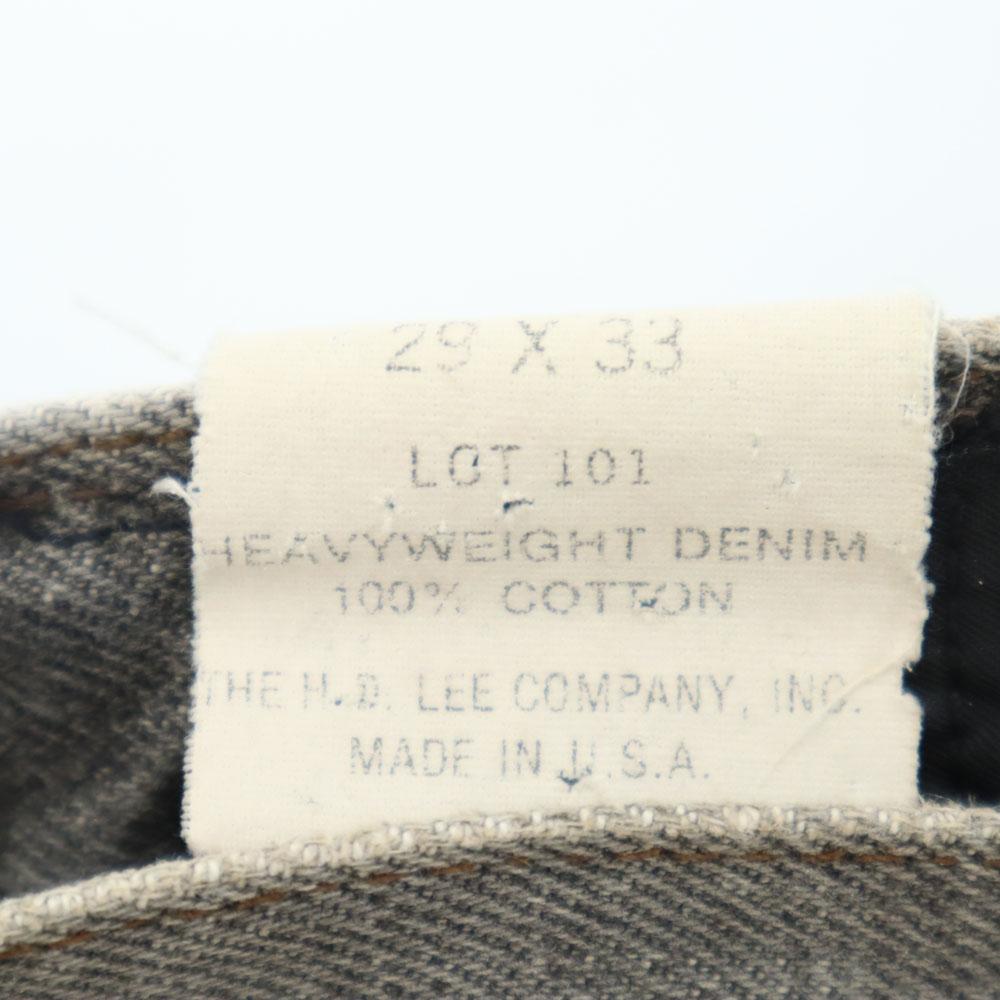 29 X 33
LOT 101
HEAVYWEIGHT DENIM
100% COTTON
THE H.D. LEE COMPANY, INC.
MADE IN U.S.A.